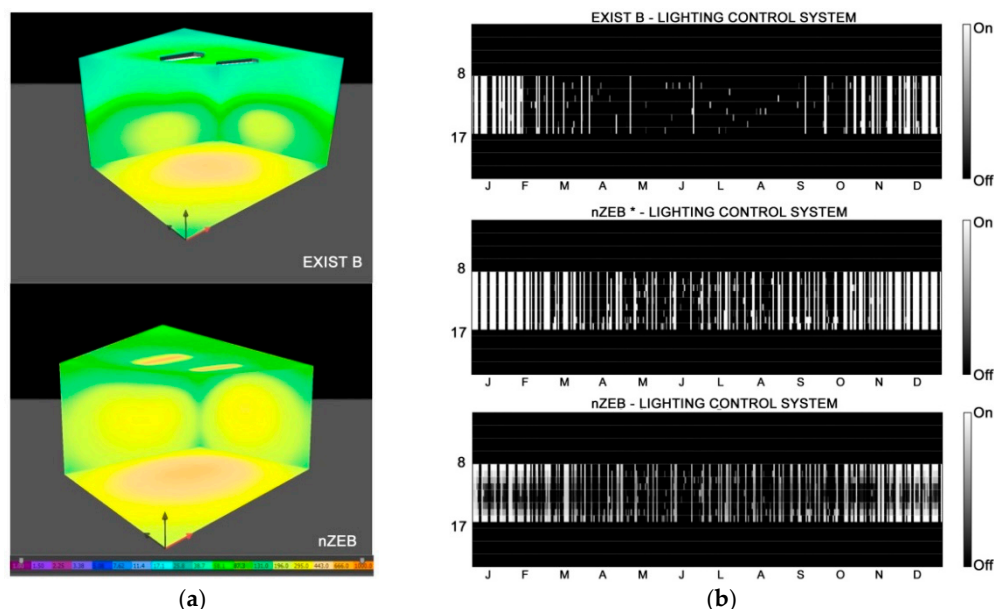 EXIST B
nZEB
(a)
EXIST B - LIGHTING CONTROL SYSTEM
On
8
17
Off
J F M A M J L A S O N D
nZEB * - LIGHTING CONTROL SYSTEM
On
8
17
Off
J F M A M J L A S O N D
nZEB - LIGHTING CONTROL SYSTEM
On
8
17
Off
J F M A M J L A S O N D
(b)